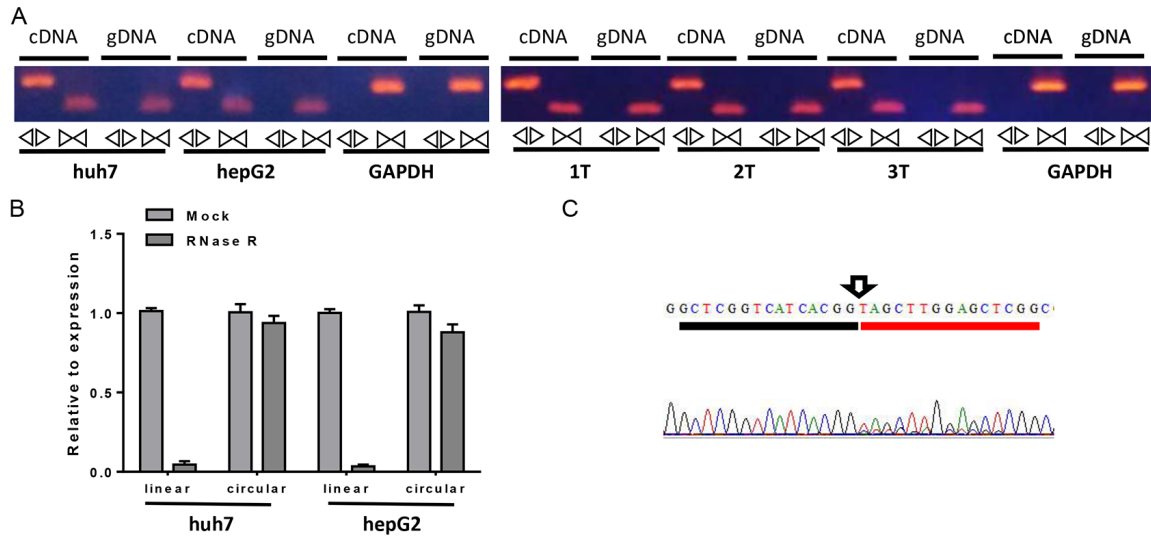 A
cDNA gDNA cDNA gDNA cDNA gDNA cDNA gDNA cDNA gDNA cDNA gDNA cDNA gDNA
huh7 hepG2 GAPDH 1T 2T 3T GAPDH
B
Mock
RNase R
Relative to expression
1.5
1.0
0.5
0.0
linear circular linear circular
huh7 hepG2
C
G GCTCGGTCATCACGGTAGCTTGGAGCTCGGC